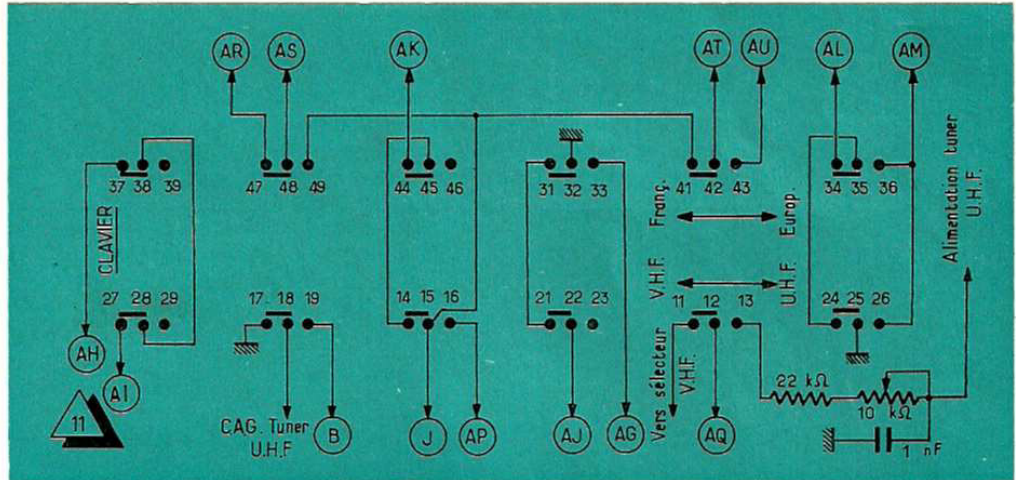 AR AS AK AT AU AL AM
37 38 39
47 48 49
44 45 46
31 32 33
41 42 43
34 35 36
CLAVIER
Franç.
Europ.
V.H.F.
U.H.F.
Alimentation tuner
U.H.F.
27 28 29
17. 18 19
14 15 16
21 22 23
11 12 13
24 25 26
AH
AI
11
C.A.G. Tuner
U.H.F
B
J
AP
AJ
AG
Vers sélecteur
V.H.F.
AQ
22 kΩ
10 kΩ
1 nF